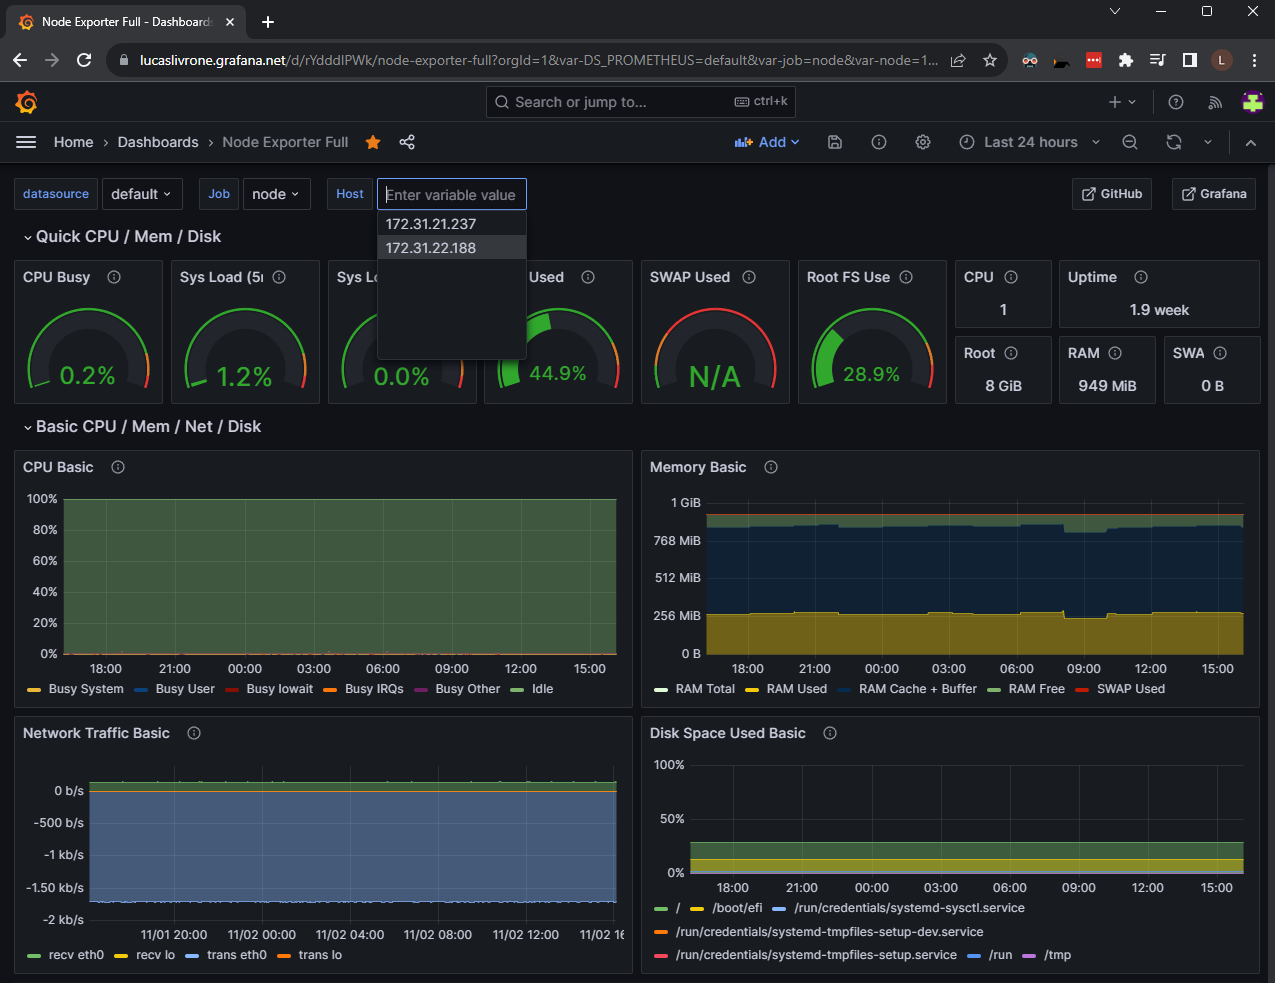 Node Exporter Full - Dashboards
lucaslivrone.grafana.net/d/rYdddlPWk/node-exporter-full?orgId=1&var-DS_PROMETHEUS=default&var-job=node&var-node=1...
L
Search or jump to...
ctrl+k
Home
Dashboards
Node Exporter Full
Add
Last 24 hours
datasource
default
Job
node
Host
Enter variable value
172.31.21.237
172.31.22.188
GitHub
Grafana
Quick CPU / Mem / Disk
CPU Busy
0.2%
Sys Load (5m
1.2%
Sys Lo
0.0%
Used
44.9%
SWAP Used
N/A
Root FS Use
28.9%
CPU
1
Uptime
1.9 week
Root
8 GiB
RAM
949 MiB
SWA
0 B
Basic CPU / Mem / Net / Disk
CPU Basic
100%
80%
60%
40%
20%
0%
18:00 21:00 00:00 03:00 06:00 09:00 12:00 15:00
Busy System Busy User Busy Iowait Busy IRQs Busy Other Idle
Memory Basic
1 GiB
768 MiB
512 MiB
256 MiB
0 B
18:00 21:00 00:00 03:00 06:00 09:00 12:00 15:00
RAM Total RAM Used RAM Cache + Buffer RAM Free SWAP Used
Network Traffic Basic
0 b/s
-500 b/s
-1 kb/s
-1.50 kb/s
-2 kb/s
11/01 20:00 11/02 00:00 11/02 04:00 11/02 08:00 11/02 12:00 11/02 16
recv eth0 recv lo trans eth0 trans lo
Disk Space Used Basic
100%
50%
0%
18:00 21:00 00:00 03:00 06:00 09:00 12:00 15:00
/ /boot/efi /run/credentials/systemd-sysctl.service
/run/credentials/systemd-tmpfiles-setup-dev.service
/run/credentials/systemd-tmpfiles-setup.service /run /tmp